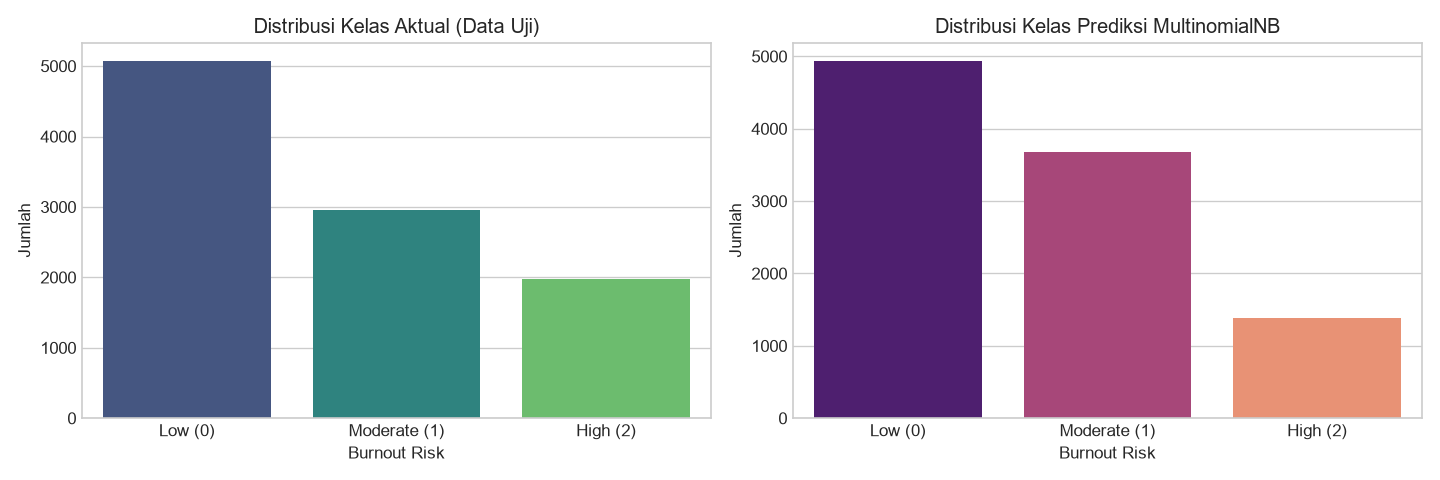 Distribusi Kelas Aktual (Data Uji)
Jumlah
5000
4000
3000
2000
1000
0
Low (0)
Moderate (1)
High (2)
Burnout Risk
Distribusi Kelas Prediksi MultinomialNB
Jumlah
5000
4000
3000
2000
1000
0
Low (0)
Moderate (1)
High (2)
Burnout Risk